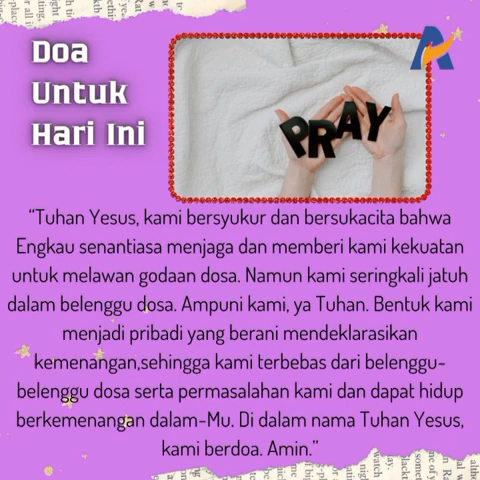 Doa
Untuk
Hari Ini
PRAY
“Tuhan Yesus, kami bersyukur dan bersukacita bahwa
Engkau senantiasa menjaga dan memberi kami kekuatan
untuk melawan godaan dosa. Namun kami seringkali jatuh
dalam belenggu dosa. Ampuni kami, ya Tuhan. Bentuk kami
menjadi pribadi yang berani mendeklarasikan
kemenangan,sehingga kami terbebas dari belenggu-
belenggu dosa serta permasalahan kami dan dapat hidup
berkemenangan dalam-Mu. Di dalam nama Tuhan Yesus,
kami berdoa. Amin.”